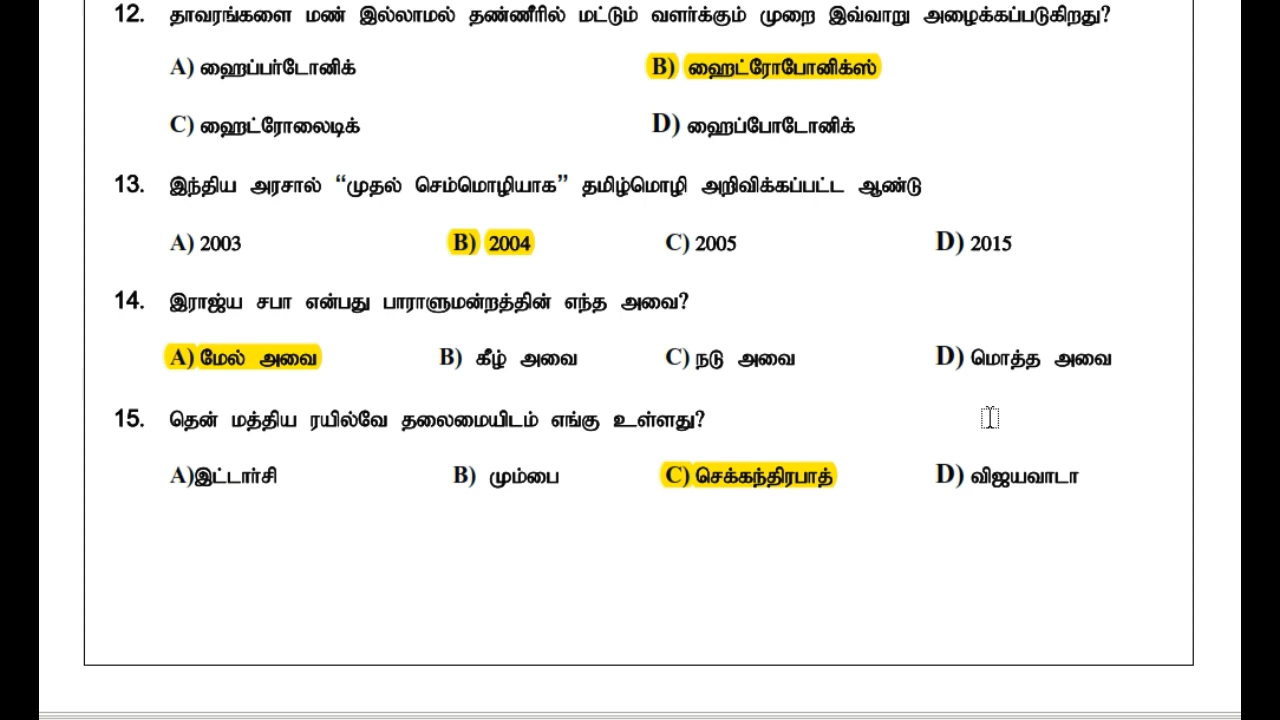 12. தாவரங்களை மண் இல்லாமல் தண்ணீரில் மட்டும் வளர்க்கும் முறை இவ்வாறு அழைக்கப்படுகிறது?
A) ஹைப்பர்டோனிக் B) ஹைட்ரோபோனிக்ஸ்
C) ஹைட்ரோலைடிக் D) ஹைப்போடோனிக்
13. இந்திய அரசால் “முதல் செம்மொழியாக” தமிழ்மொழி அறிவிக்கப்பட்ட ஆண்டு
A) 2003 B) 2004 C) 2005 D) 2015
14. இராஜ்ய சபா என்பது பாராளுமன்றத்தின் எந்த அவை?
A) மேல் அவை B) கீழ் அவை C) நடு அவை D) மொத்த அவை
15. தென் மத்திய ரயில்வே தலைமையிடம் எங்கு உள்ளது?
A)இட்டார்சி B) மும்பை C) செக்கந்திரபாத் D) விஜயவாடா